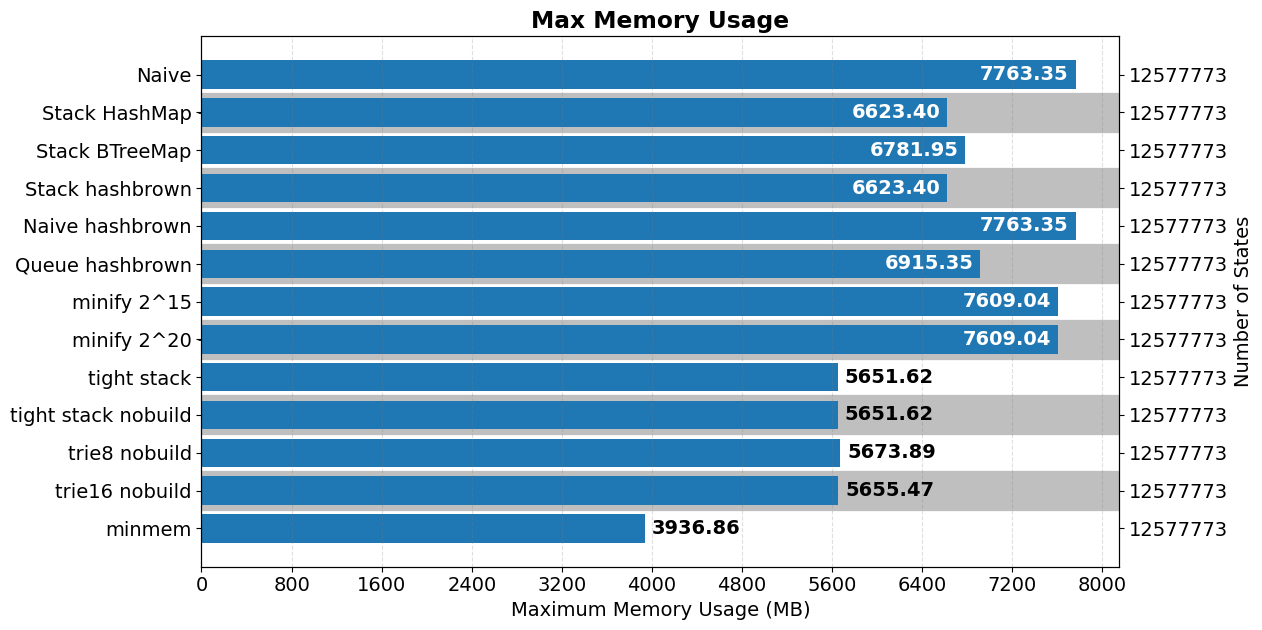 Max Memory Usage
Naive 7763.35 12577773
Stack HashMap 6623.40 12577773
Stack BTreeMap 6781.95 12577773
Stack hashbrown 6623.40 12577773
Naive hashbrown 7763.35 12577773
Queue hashbrown 6915.35 12577773
minify 2^15 7609.04 12577773
minify 2^20 7609.04 12577773
tight stack 5651.62 12577773
tight stack nobuild 5651.62 12577773
trie8 nobuild 5673.89 12577773
trie16 nobuild 5655.47 12577773
minmem 3936.86 12577773
Number of States
0 800 1600 2400 3200 4000 4800 5600 6400 7200 8000
Maximum Memory Usage (MB)